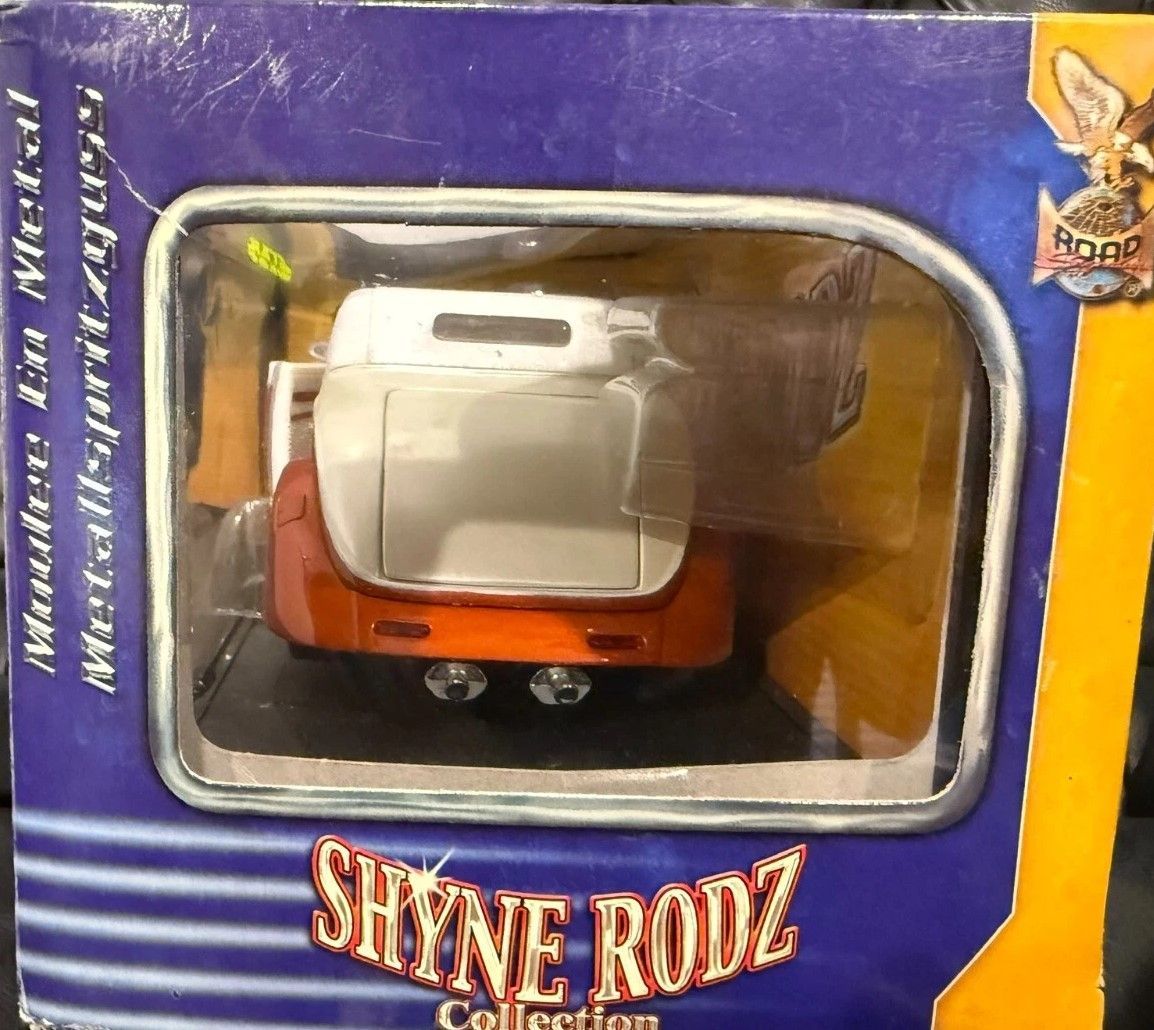 Moulee En Metal
Metallspritzguss
ROAD
®
SHYNE RODZ
Collection